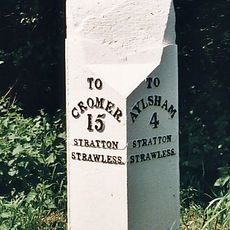 TO
CROMER
15
STRATTON
STRAWLESS.
TO
AYLSHAM
4
STRATTON
STRAWLESS.